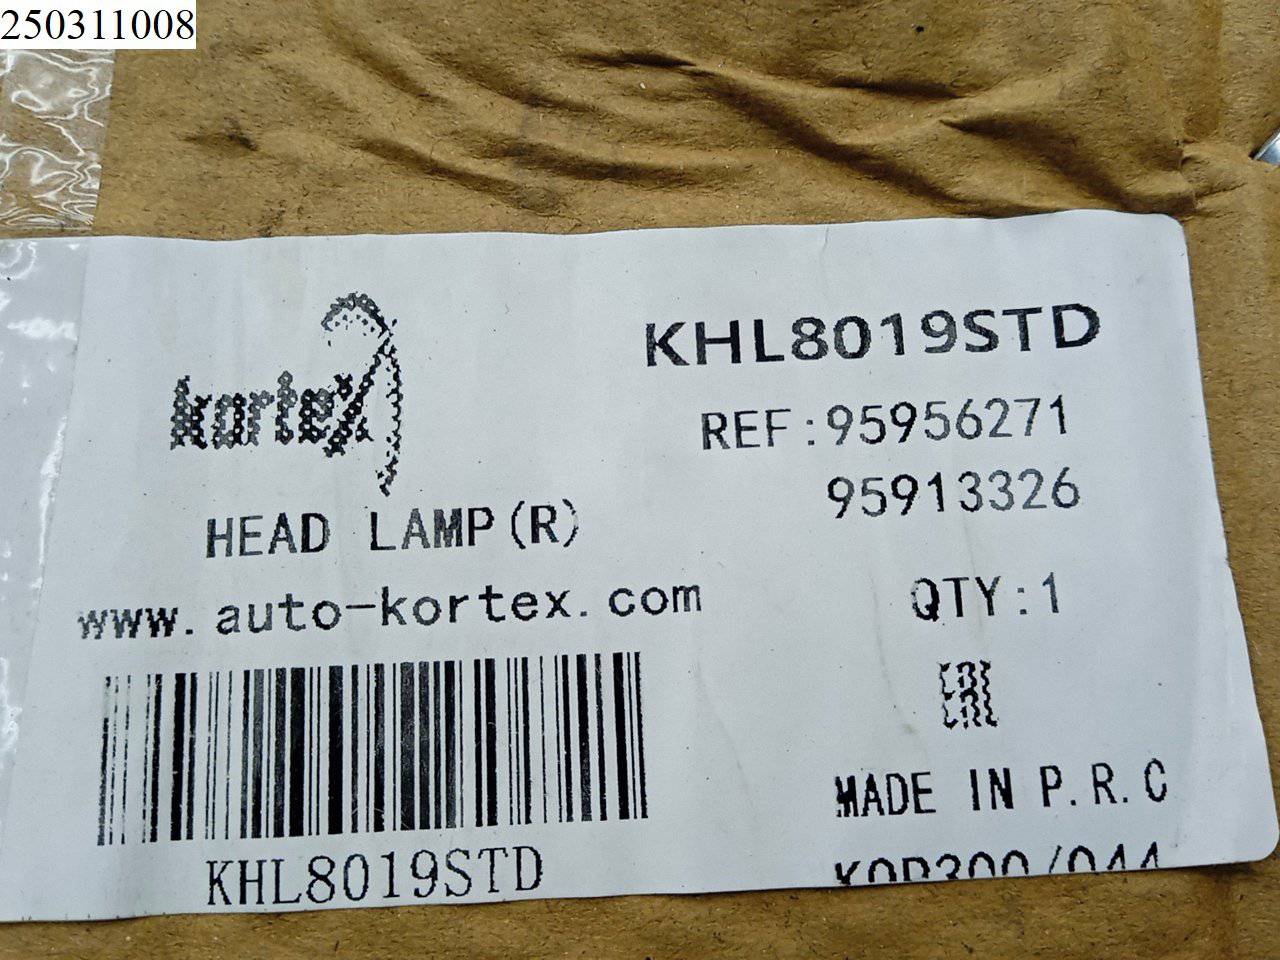 250311008
kortex
KHL8019STD
REF:95956271
95913326
HEAD LAMP(R)
www.auto-kortex.com
QTY:1
EAC
MADE IN P.R.C
KHL8019STD